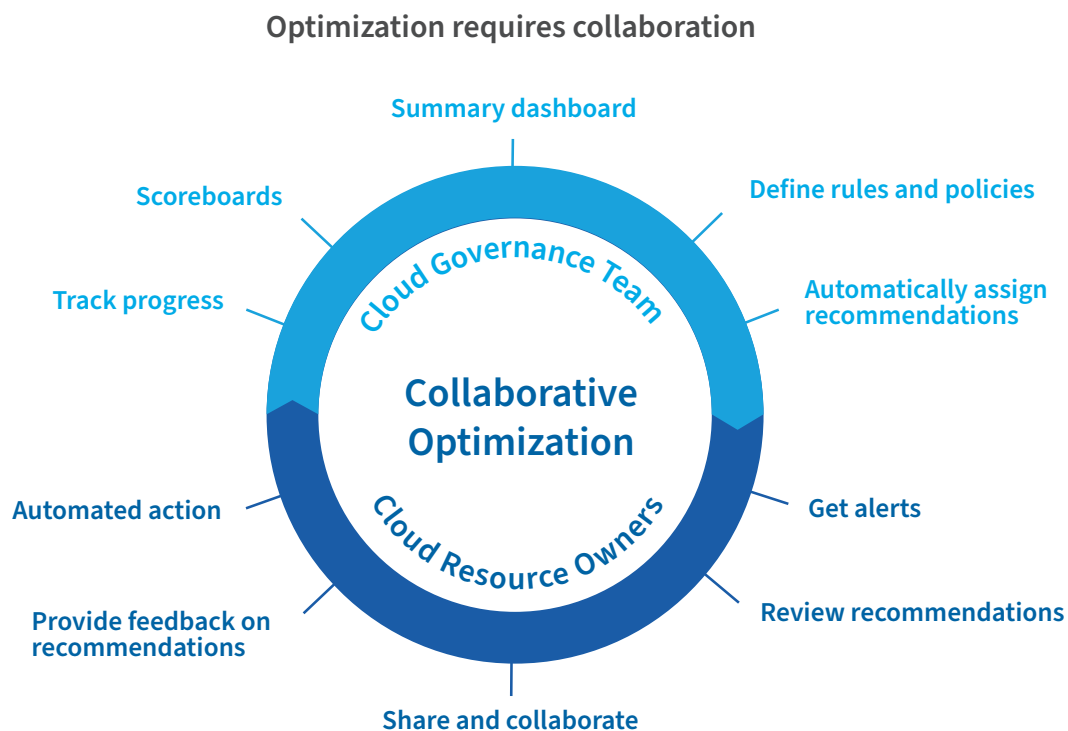 Optimization requires collaboration
Summary dashboard
Scoreboards
Define rules and policies
Track progress
Automatically assign
recommendations
Cloud Governance Team
Collaborative
Optimization
Cloud Resource Owners
Automated action
Get alerts
Provide feedback on
recommendations
Review recommendations
Share and collaborate